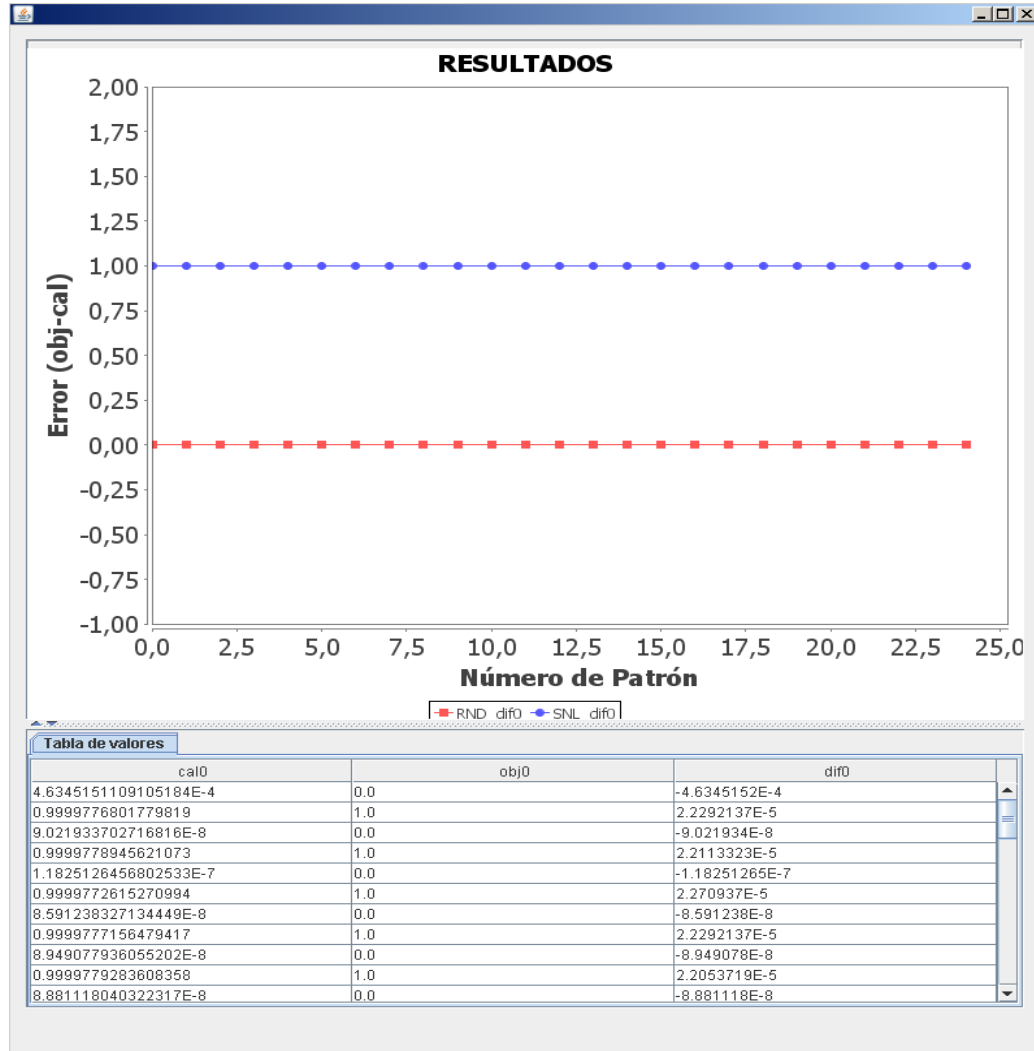 RESULTADOS
2,00
1,75
1,50
1,25
1,00
0,75
0,50
0,25
0,00
-0,25
-0,50
-0,75
-1,00
Error (obj-cal)
0,0 2,5 5,0 7,5 10,0 12,5 15,0 17,5 20,0 22,5 25,0
Número de Patrón
RND dif0 SNL dif0
Tabla de valores
cal0 obj0 dif0
4.6345151109105184E-4 0.0 -4.6345152E-4
0.9999776801779819 1.0 2.2292137E-5
9.021933702716816E-8 0.0 -9.021934E-8
0.9999778945621073 1.0 2.2113323E-5
1.1825126456802533E-7 0.0 -1.18251265E-7
0.9999772615270994 1.0 2.270937E-5
8.591238327134449E-8 0.0 -8.591238E-8
0.9999777156479417 1.0 2.2292137E-5
8.949077936055202E-8 0.0 -8.949078E-8
0.9999779283608358 1.0 2.2053719E-5
8.881118040322317E-8 0.0 -8.881118E-8